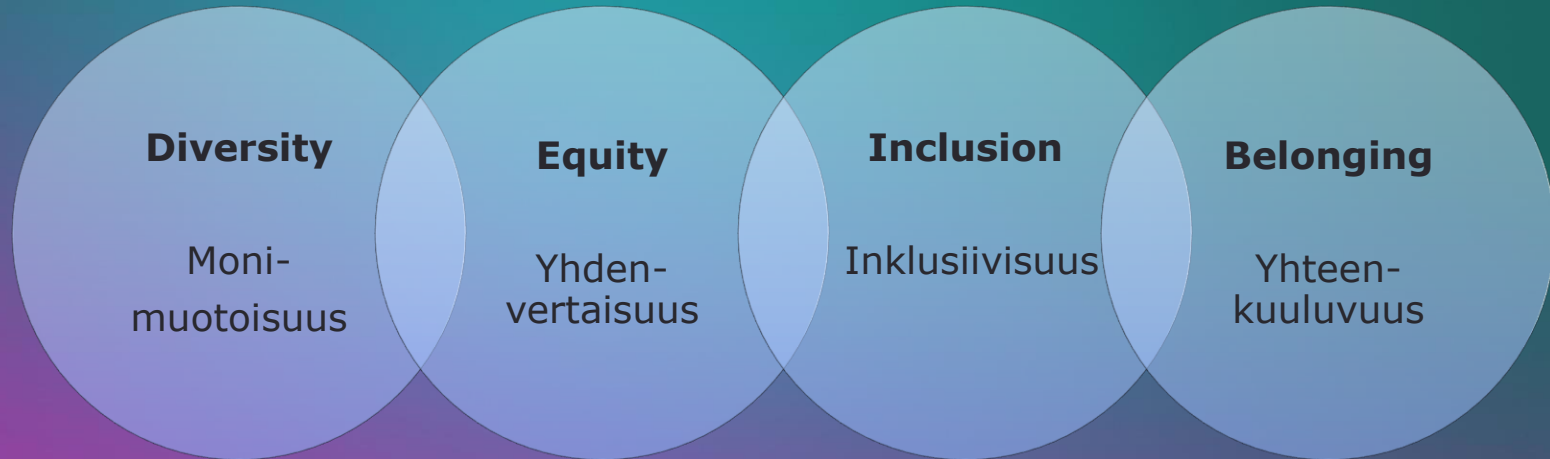 Diversity
Moni-
muotoisuus
Equity
Yhden-
vertaisuus
Inclusion
Inklusiivisuus
Belonging
Yhteen-
kuuluvuus